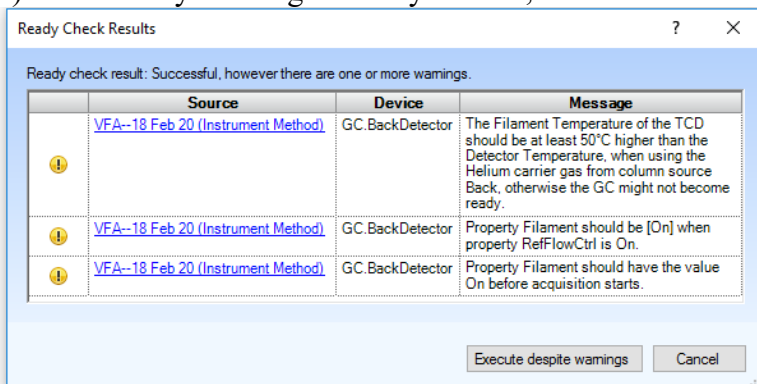 Ready Check Results ? ×
Ready check result: Successful, however there are one or more warnings.
Source Device Message
VFA--18 Feb 20 (Instrument Method) GC.BackDetector The Filament Temperature of the TCD
should be at least 50°C higher than the
Detector Temperature, when using the
Helium carrier gas from column source
Back, otherwise the GC might not become
ready.
VFA--18 Feb 20 (Instrument Method) GC.BackDetector Property Filament should be [On] when
property RefFlowCtrl is On.
VFA--18 Feb 20 (Instrument Method) GC.BackDetector Property Filament should have the value
On before acquisition starts.
Execute despite warnings Cancel